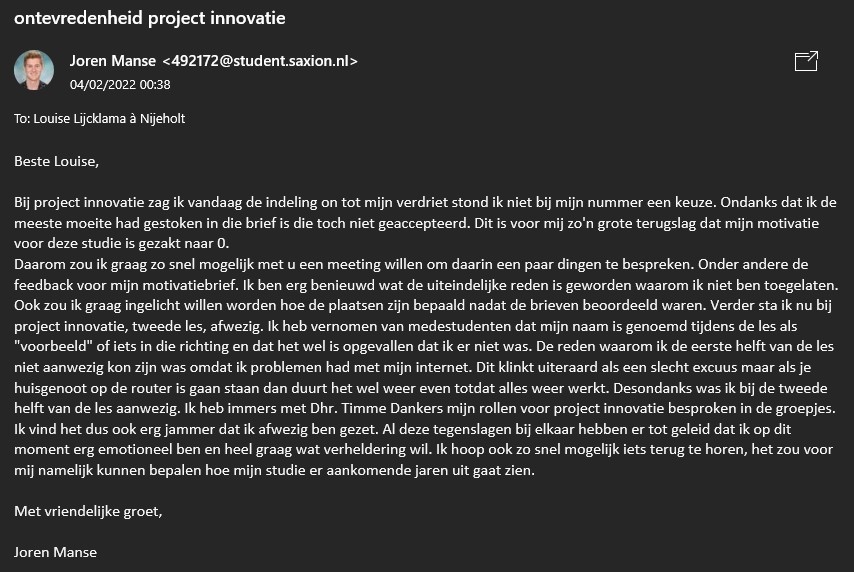 ontevredenheid project innovatie
Joren Manse <492172@student.saxion.nl>
04/02/2022 00:38
To: Louise Lijcklama à Nijeholt
Beste Louise,
Bij project innovatie zag ik vandaag de indeling on tot mijn verdriet stond ik niet bij mijn nummer een keuze. Ondanks dat ik de
meeste moeite had gestoken in die brief is die toch niet geaccepteerd. Dit is voor mij zo'n grote terugslag dat mijn motivatie
voor deze studie is gezakt naar 0.
Daarom zou ik graag zo snel mogelijk met u een meeting willen om daarin een paar dingen te bespreken. Onder andere de
feedback voor mijn motivatiebrief. Ik ben erg benieuwd wat de uiteindelijke reden is geworden waarom ik niet ben toegelaten.
Ook zou ik graag ingelicht willen worden hoe de plaatsen zijn bepaald nadat de brieven beoordeeld waren. Verder sta ik nu bij
project innovatie, tweede les, afwezig. Ik heb vernomen van medestudenten dat mijn naam is genoemd tijdens de les als
"voorbeeld" of iets in die richting en dat het wel is opgevallen dat ik er niet was. De reden waarom ik de eerste helft van de les
niet aanwezig kon zijn was omdat ik problemen had met mijn internet. Dit klinkt uiteraard als een slecht excuus maar als je
huisgenoot op de router is gaan staan dan duurt het wel weer even totdat alles weer werkt. Desondanks was ik bij de tweede
helft van de les aanwezig. Ik heb immers met Dhr. Timme Dankers mijn rollen voor project innovatie besproken in de groepjes.
Ik vind het dus ook erg jammer dat ik afwezig ben gezet. Al deze tegenslagen bij elkaar hebben er tot geleid dat ik op dit
moment erg emotioneel ben en heel graag wat verheldering wil. Ik hoop ook zo snel mogelijk iets terug te horen, het zou voor
mij namelijk kunnen bepalen hoe mijn studie er aankomende jaren uit gaat zien.
Met vriendelijke groet,
Joren Manse